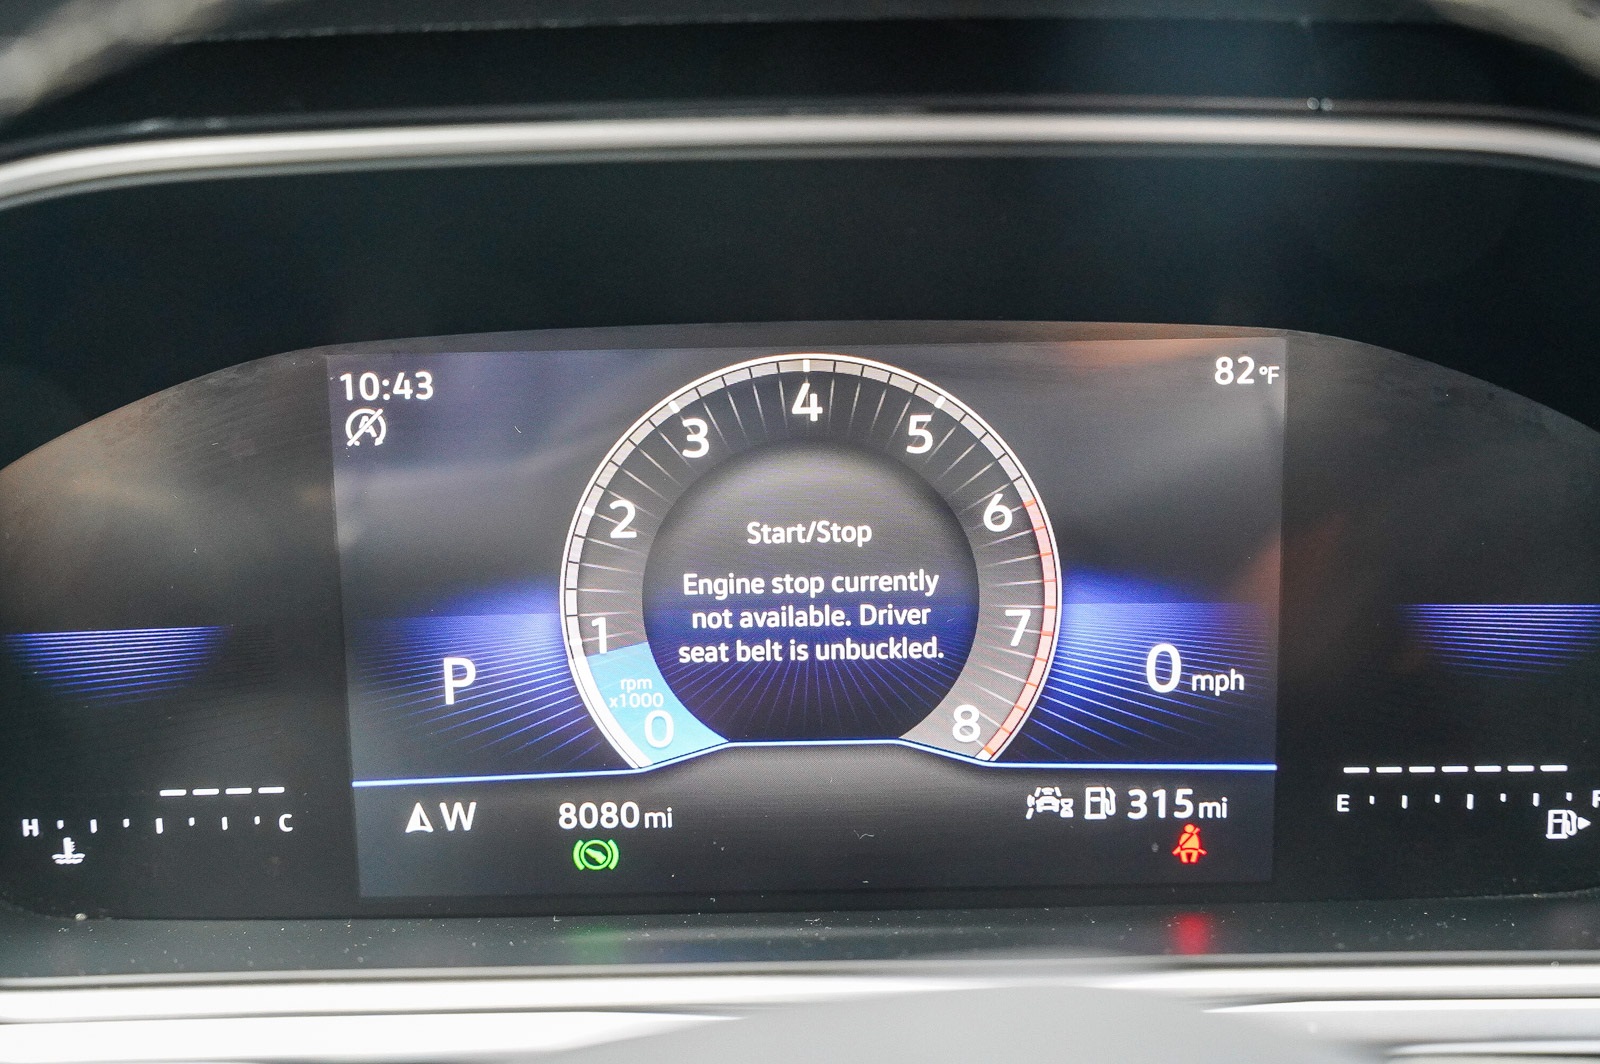 10:43
82°F
4
3
5
2
6
Start/Stop
Engine stop currently
not available. Driver
seat belt is unbuckled.
1
7
P
rpm
x1000
0
8
0 mph
H
C
W
8080 mi
315 mi
E
F